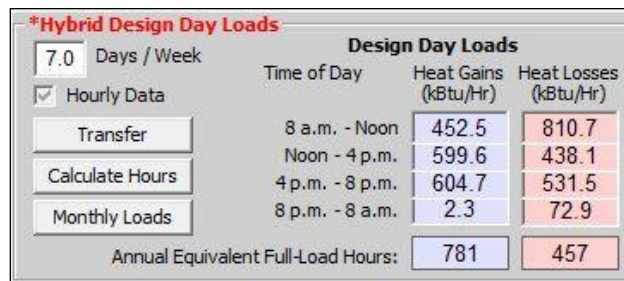 *Hybrid Design Day Loads
7.0 Days / Week
Design Day Loads
Time of Day Heat Gains (kBtu/Hr) Heat Losses (kBtu/Hr)
Hourly Data
Transfer
Calculate Hours
Monthly Loads
8 a.m. - Noon 452.5 810.7
Noon - 4 p.m. 599.6 438.1
4 p.m. - 8 p.m. 604.7 531.5
8 p.m. - 8 a.m. 2.3 72.9
Annual Equivalent Full-Load Hours: 781 457